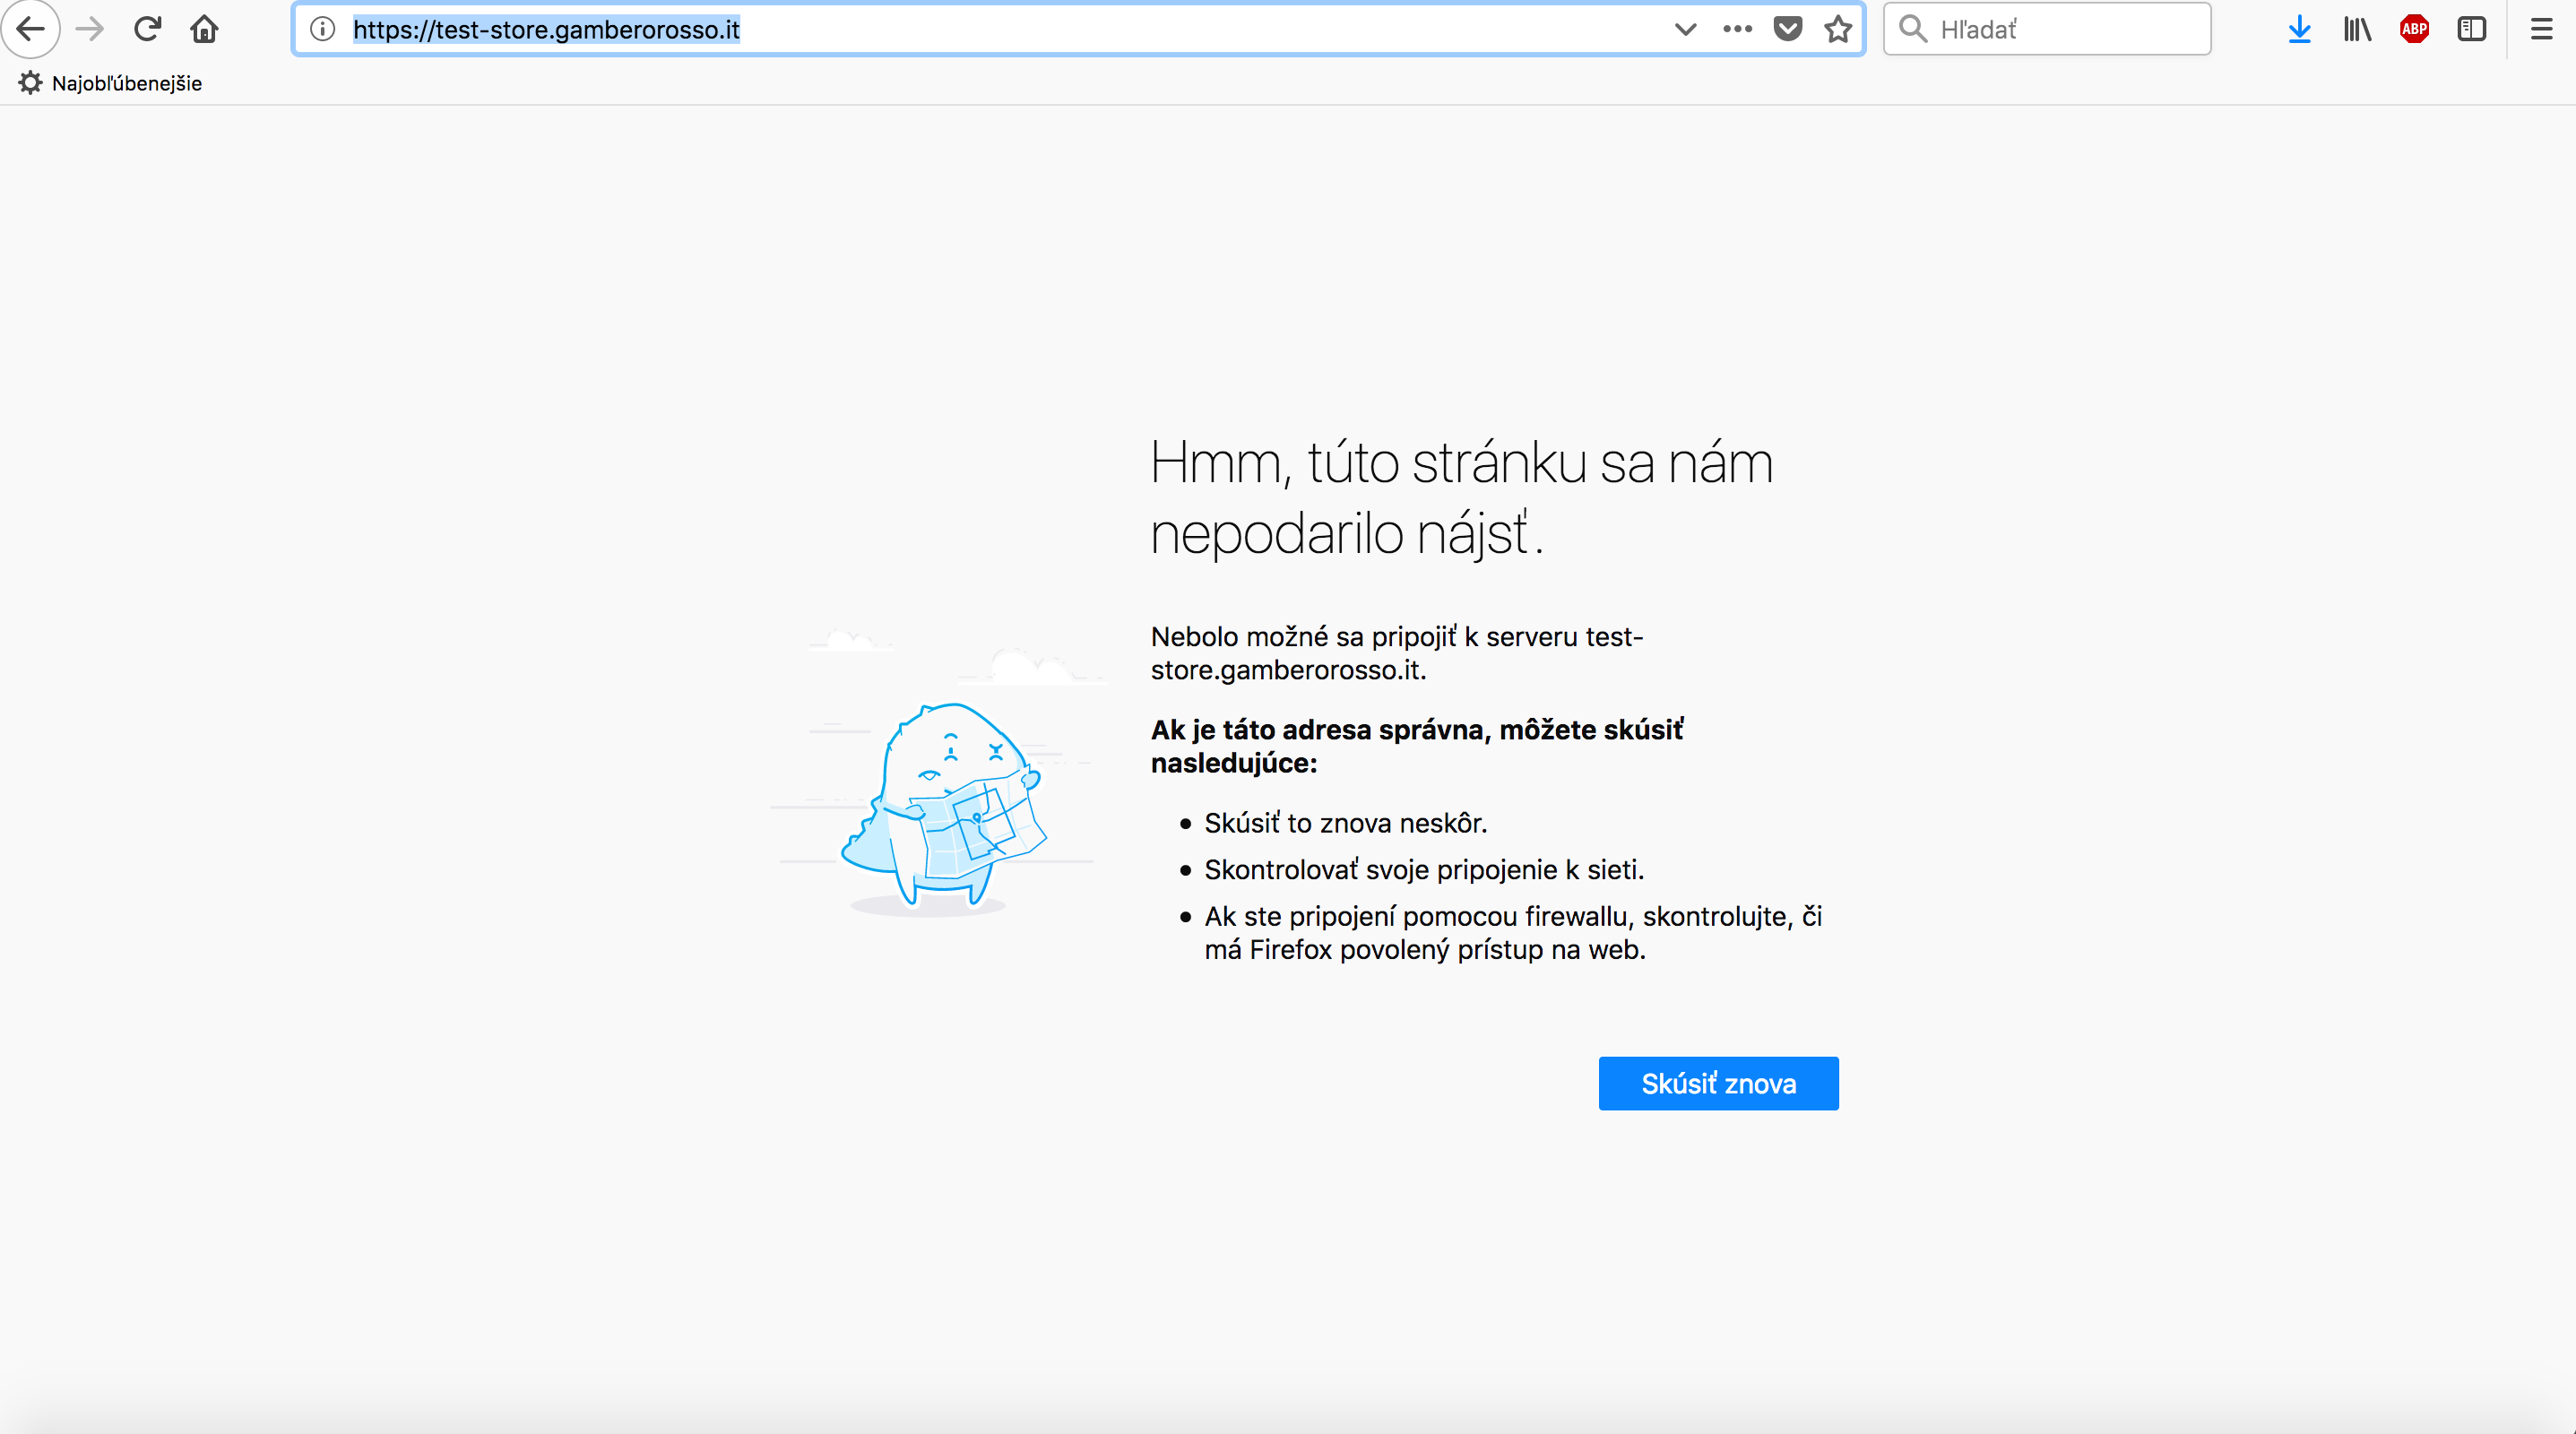 https://test-store.gamberorosso.it
Hľadať
ABP
Najobľúbenejšie
Hmm, túto stránku sa nám
nepodarilo nájsť.
Nebolo možné sa pripojiť k serveru test-
store.gamberorosso.it.
Ak je táto adresa správna, môžete skúsiť
nasledujúce:
Skúsiť to znova neskôr.
Skontrolovať svoje pripojenie k sieti.
Ak ste pripojení pomocou firewallu, skontrolujte, či
má Firefox povolený prístup na web.
Skúsiť znova